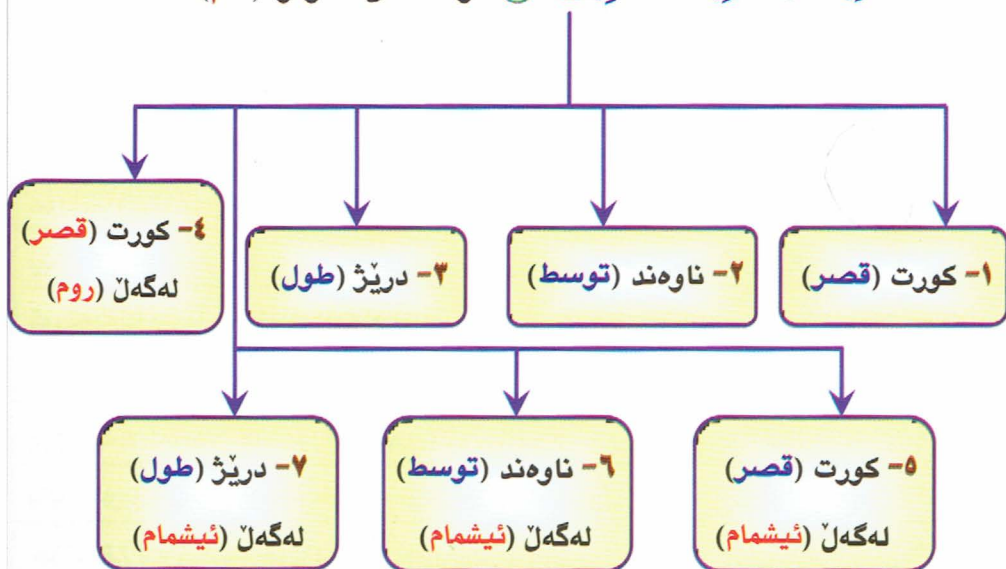 ١- کورت (قصر)
٢- ناوەند (توسط)
٣- درێژ (طول)
٤- کورت (قصر)
لەگەڵ (روم)
٥- کورت (قصر)
لەگەڵ (ئیشمام)
٦- ناوەند (توسط)
لەگەڵ (ئیشمام)
٧- درێژ (طول)
لەگەڵ (ئیشمام)